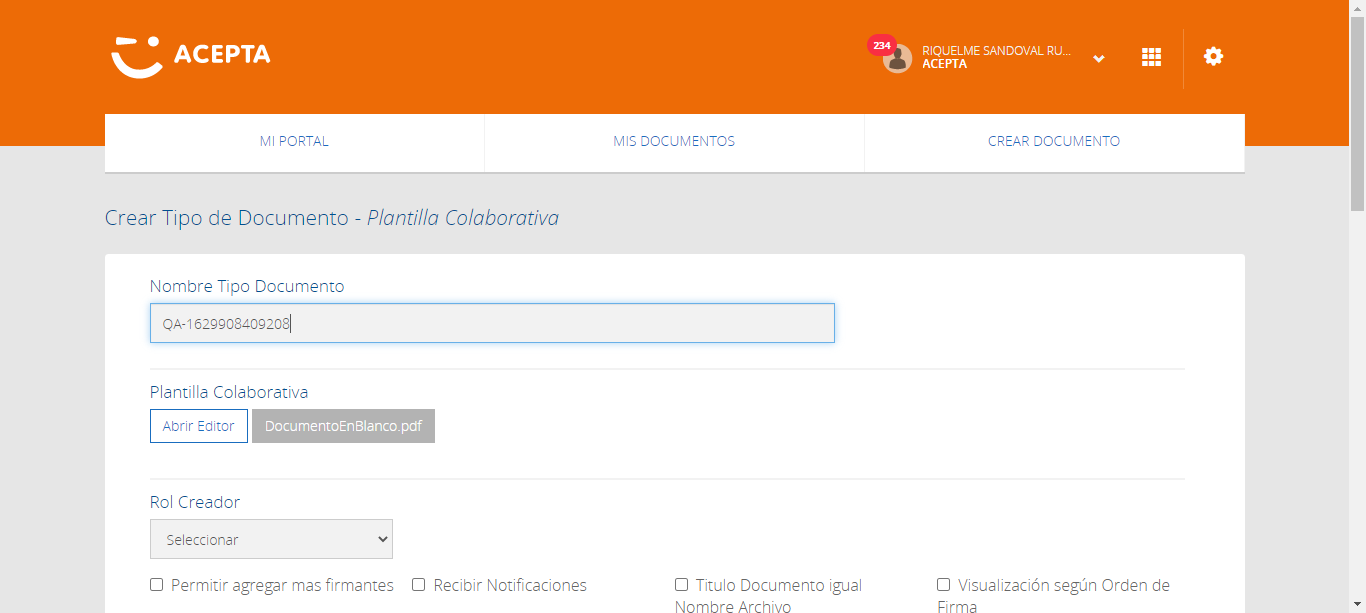 ACEPTA
234
RIQUELME SANDOVAL RU...
ACEPTA
MI PORTAL
MIS DOCUMENTOS
CREAR DOCUMENTO
Crear Tipo de Documento - Plantilla Colaborativa
Nombre Tipo Documento
QA-1629908409208
Plantilla Colaborativa
Abrir Editor
DocumentoEnBlanco.pdf
Rol Creador
Seleccionar
Permitir agregar mas firmantes
Recibir Notificaciones
Titulo Documento igual
Nombre Archivo
Visualización según Orden de
Firma